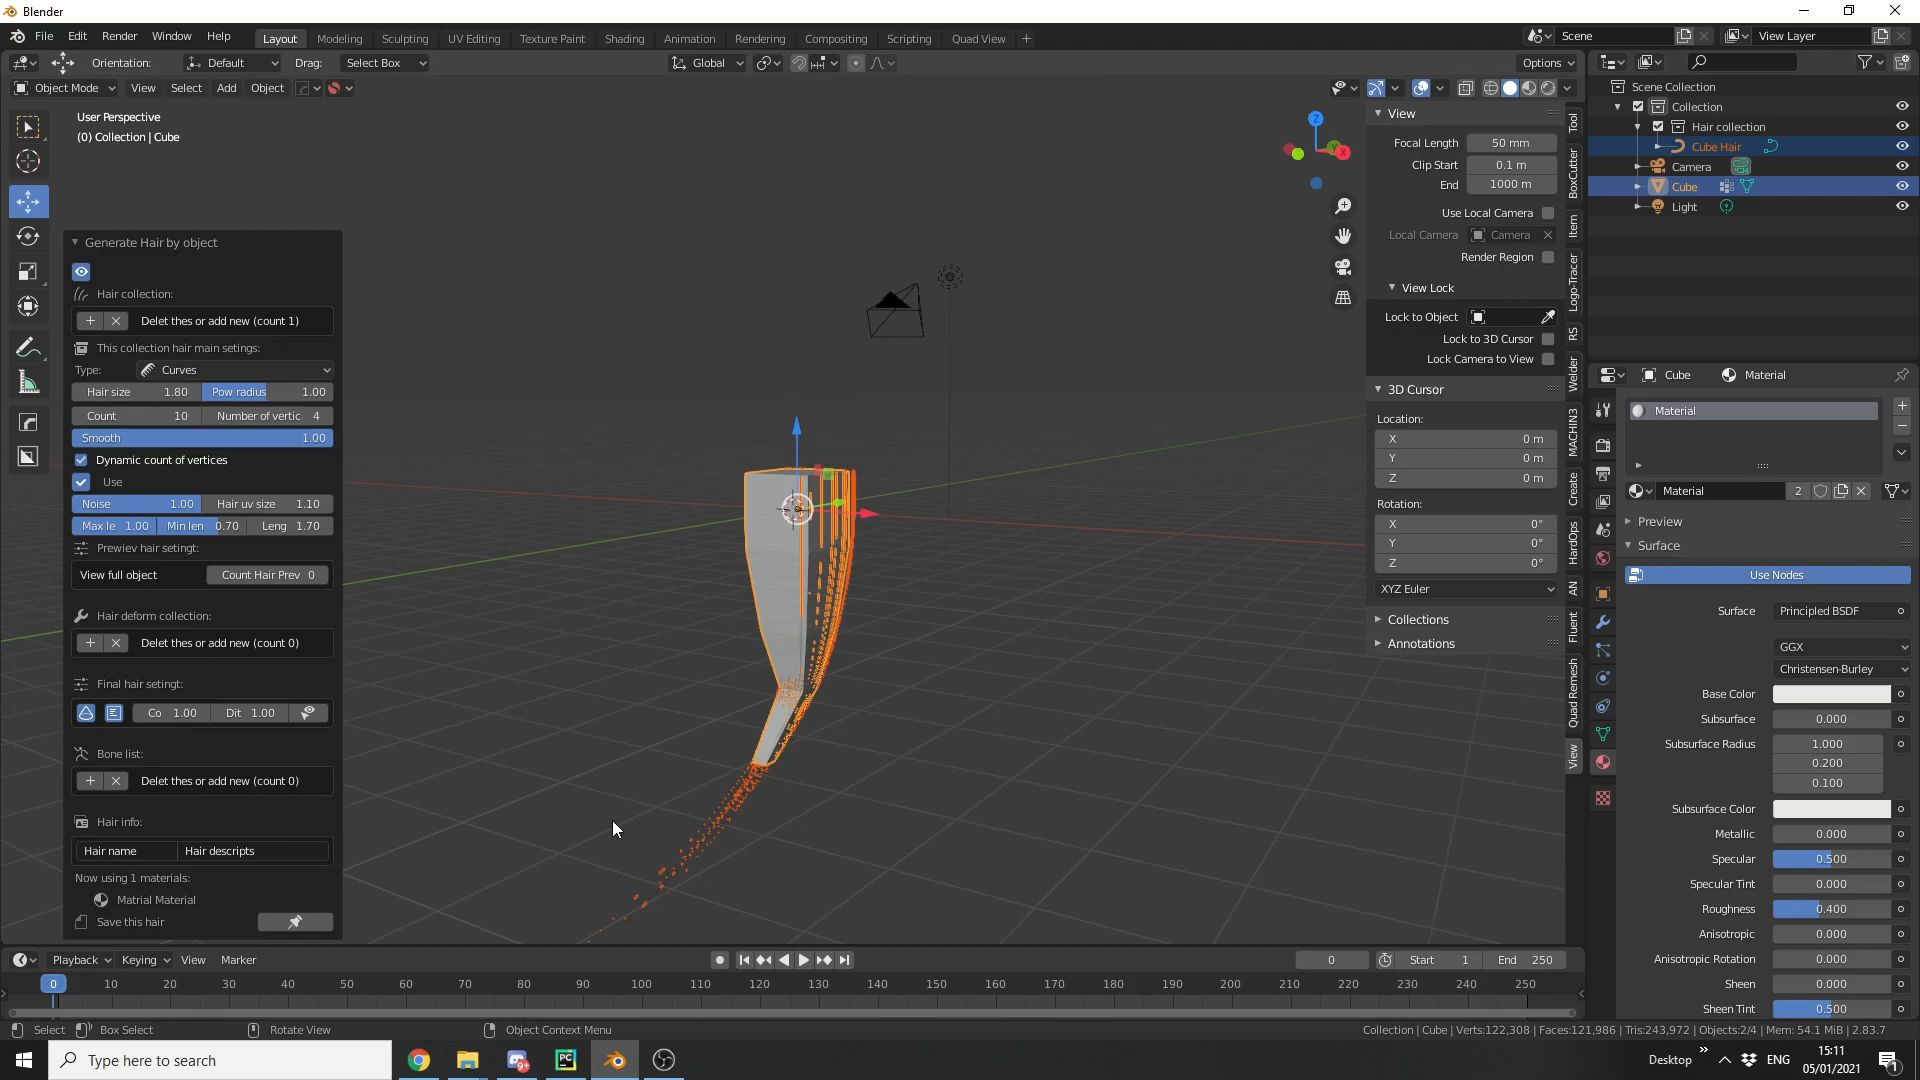 Blender
File Edit Render Window Help Layout Modeling Sculpting UV Editing Texture Paint Shading Animation Rendering Compositing Scripting Quad View + Scene View Layer
Orientation: Default Drag: Select Box Global Options
Object Mode View Select Add Object
User Perspective
(0) Collection | Cube
Generate Hair by object
Hair collection:
Delet thes or add new (count 1)
This collection hair main setings:
Type: Curves
Hair size 1.80 Pow radius 1.00
Count 10 Number of vertic 4
Smooth 1.00
Dynamic count of vertices
Use
Noise 1.00 Hair uv size 1.10
Max le 1.00 Min len 0.70 Leng 1.70
Prewiev hair setingt:
View full object Count Hair Prev 0
Hair deform collection:
Delet thes or add new (count 0)
Final hair setingt:
Co 1.00 Dit 1.00
Bone list:
Delet thes or add new (count 0)
Hair info:
Hair name Hair descripts
Now using 1 materials:
Matrial Material
Save this hair
Z
Y
X
View
Focal Length 50 mm
Clip Start 0.1 m
End 1000 m
Use Local Camera
Local Camera Camera
Render Region
View Lock
Lock to Object
Lock to 3D Cursor
Lock Camera to View
3D Cursor
Location:
X 0 m
Y 0 m
Z 0 m
Rotation:
X 0°
Y 0°
Z 0°
XYZ Euler
Collections
Annotations
Tool
BoxCutter
Item
Logo-Tracer
RS
Welder
MACHIN3
Create
HardOps
AN
Fluent
Quad Remesh
View
Scene Collection
Collection
Hair collection
Cube Hair
Camera
Cube
Light
Cube Material
Material
Material 2
Preview
Surface
Use Nodes
Surface Principled BSDF
GGX
Christensen-Burley
Base Color
Subsurface 0.000
Subsurface Radius 1.000
0.200
0.100
Subsurface Color
Metallic 0.000
Specular 0.500
Specular Tint 0.000
Roughness 0.400
Anisotropic 0.000
Anisotropic Rotation 0.000
Sheen 0.000
Sheen Tint 0.500
Playback Keying View Marker 0 Start 1 End 250
0 10 20 30 40 50 60 70 80 90 100 110 120 130 140 150 160 170 180 190 200 210 220 230 240 250
Select Box Select Rotate View Object Context Menu Collection | Cube | Verts:122,308 | Faces:121,986 | Tris:243,972 | Objects:2/4 | Mem: 54.1 MiB | 2.83.7
Type here to search
PC
9+
Desktop ENG
15:11
05/01/2021
1